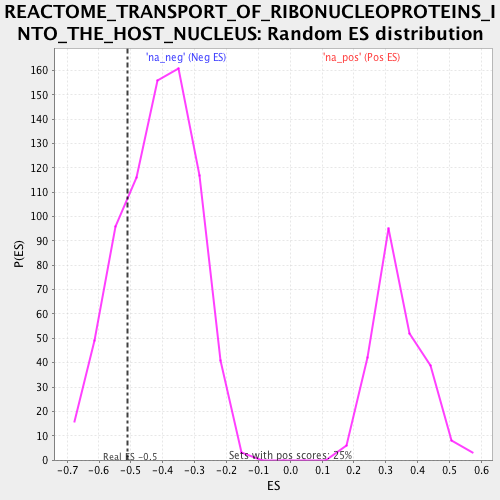 REACTOME_TRANSPORT_OF_RIBONUCLEOPROTEINS_I
NTO_THE_HOST_NUCLEUS: Random ES distribution
'na_neg' (Neg ES) 'na_pos' (Pos ES)
160
150
140
130
120
110
100
90
80
70
60
50
40
30
20
10
0
P(ES)
Real ES -0.5 Sets with pos scores: 25%
-0.7 -0.6 -0.5 -0.4 -0.3 -0.2 -0.1 0.0 0.1 0.2 0.3 0.4 0.5 0.6
ES